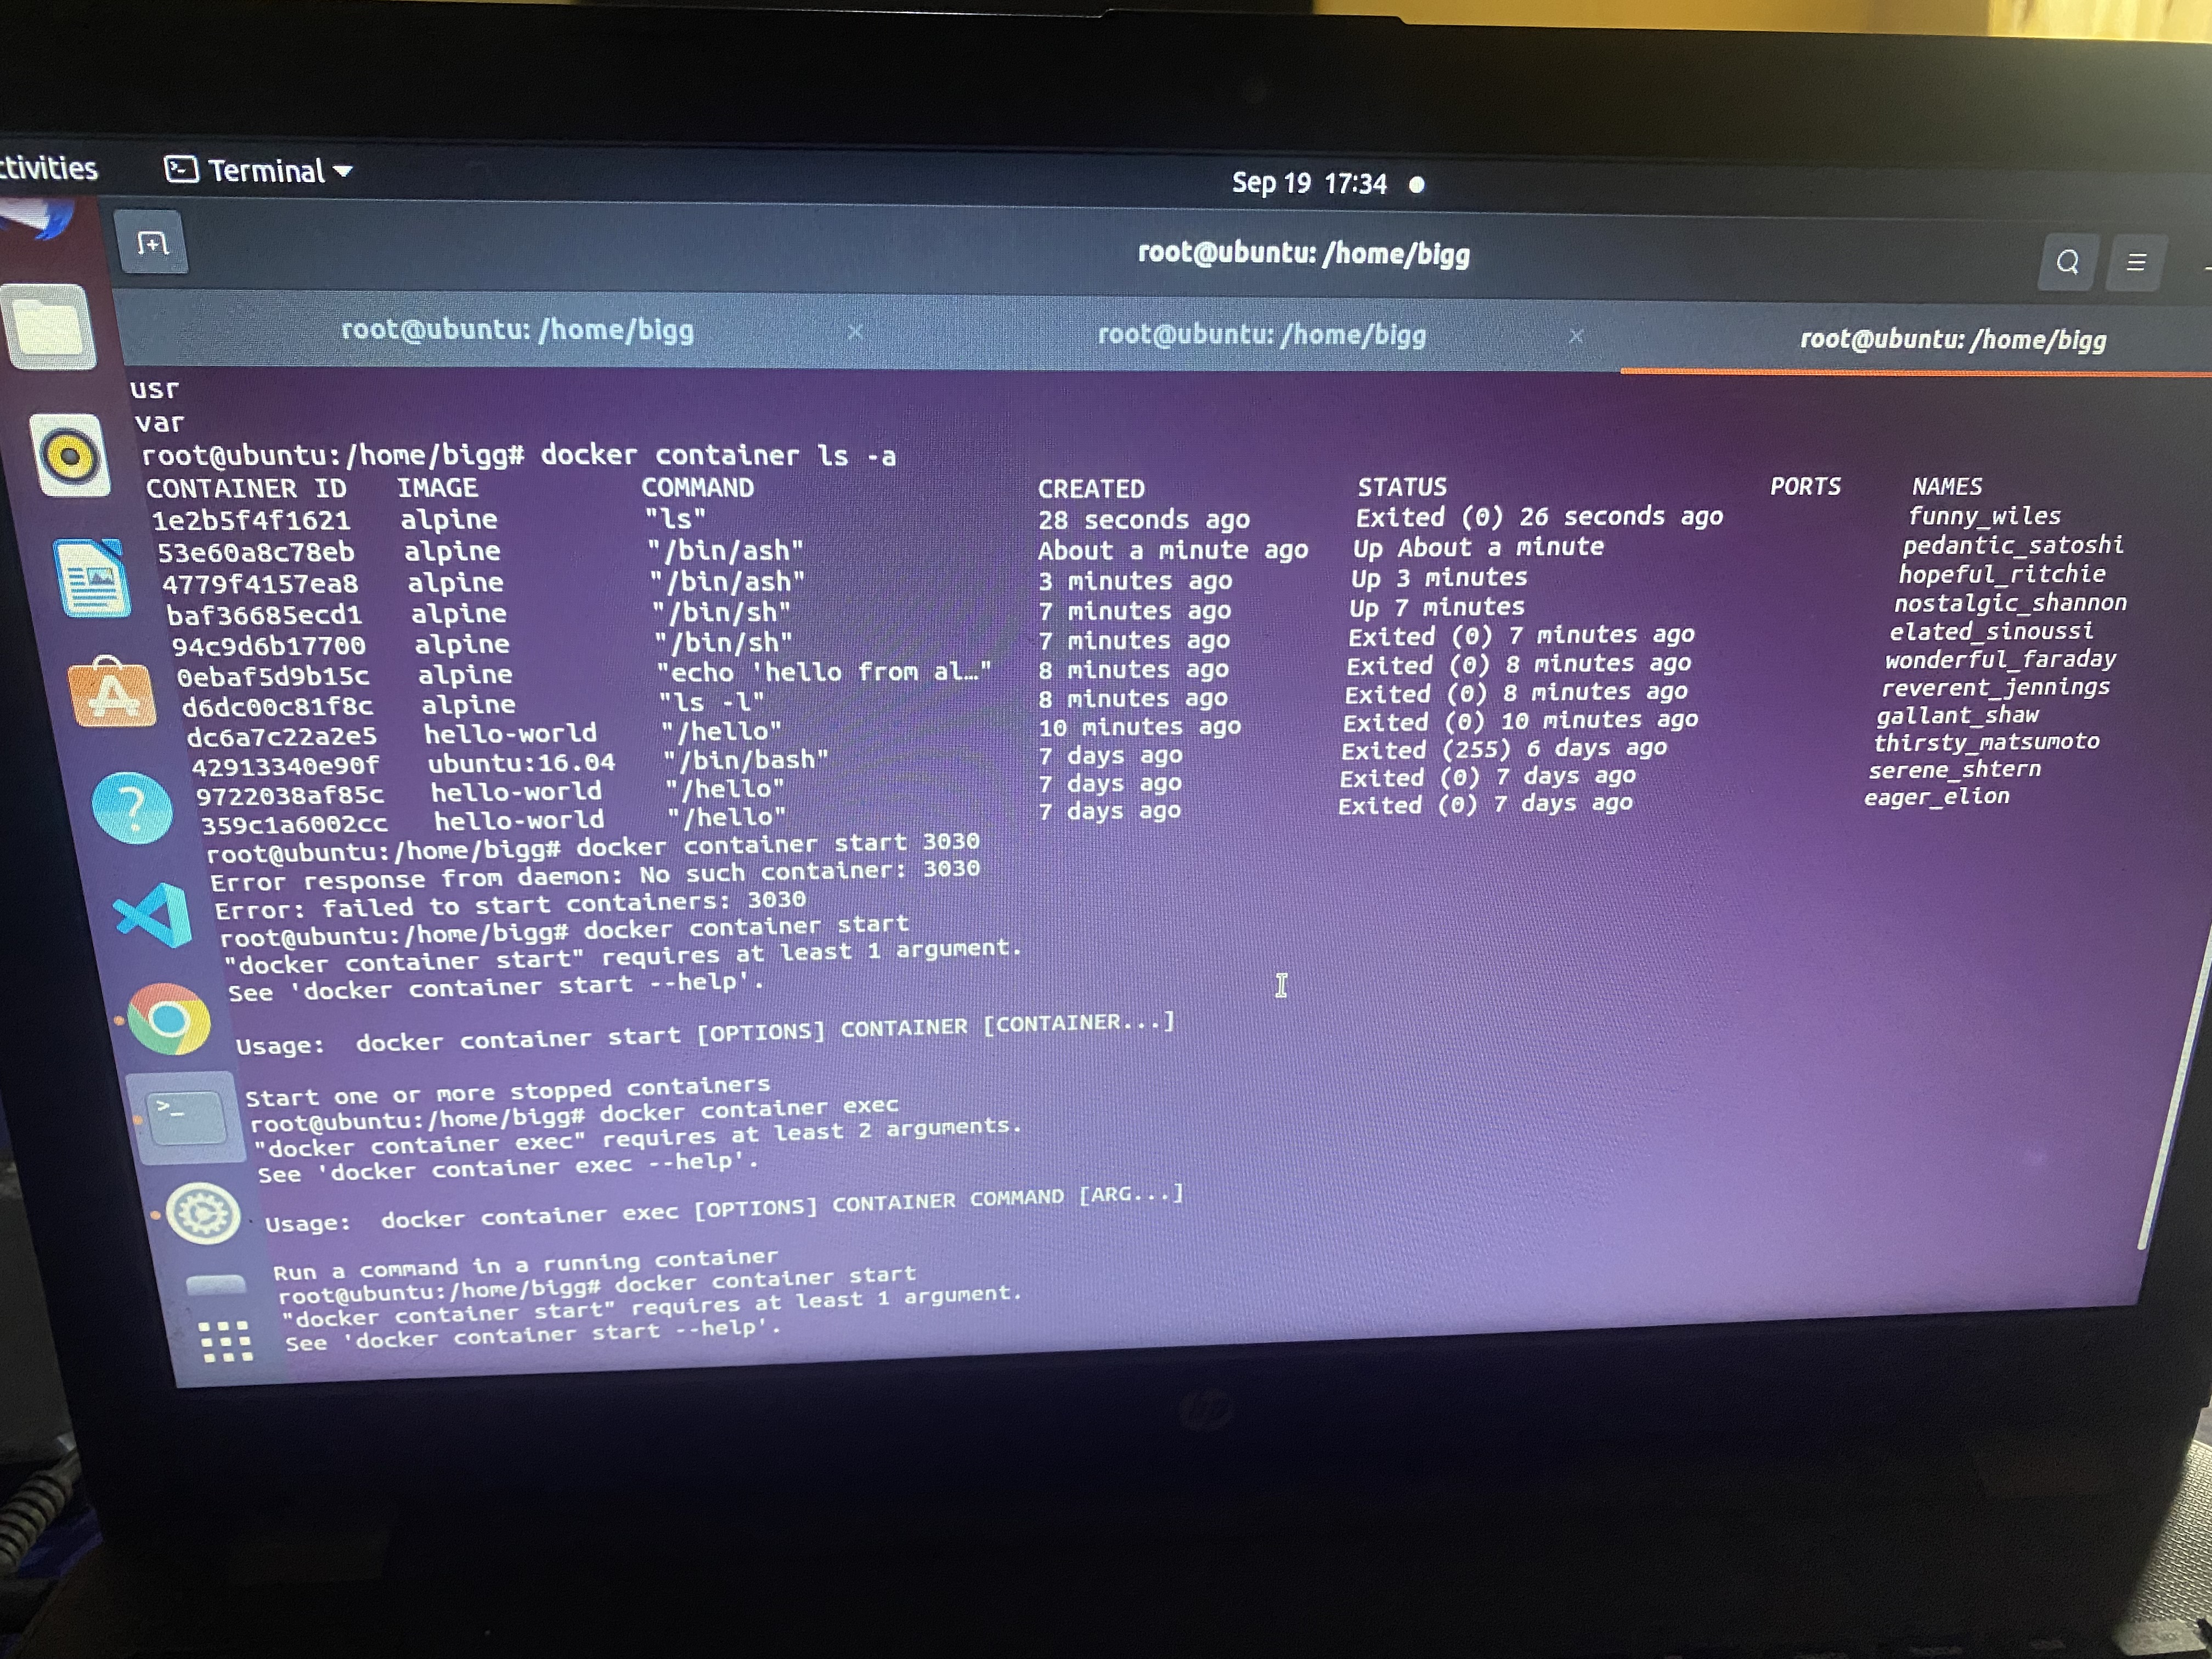 ctivities
Terminal
Sep 19 17:34
root@ubuntu: /home/bigg
root@ubuntu: /home/bigg × root@ubuntu: /home/bigg × root@ubuntu: /home/bigg
usr
var
root@ubuntu:/home/bigg# docker container ls -a
CONTAINER ID IMAGE COMMAND CREATED STATUS PORTS NAMES
1e2b5f4f1621 alpine "ls" 28 seconds ago Exited (0) 26 seconds ago funny_wiles
53e60a8c78eb alpine "/bin/ash" About a minute ago Up About a minute pedantic_satoshi
4779f4157ea8 alpine "/bin/ash" 3 minutes ago Up 3 minutes hopeful_ritchie
baf36685ecd1 alpine "/bin/sh" 7 minutes ago Up 7 minutes nostalgic_shannon
94c9d6b17700 alpine "/bin/sh" 7 minutes ago Exited (0) 7 minutes ago elated_sinoussi
0ebaf5d9b15c alpine "echo 'hello from al…" 8 minutes ago Exited (0) 8 minutes ago wonderful_faraday
d6dc00c81f8c alpine "ls -l" 8 minutes ago Exited (0) 8 minutes ago reverent_jennings
dc6a7c22a2e5 hello-world "/hello" 10 minutes ago Exited (0) 10 minutes ago gallant_shaw
42913340e90f ubuntu:16.04 "/bin/bash" 7 days ago Exited (255) 6 days ago thirsty_matsumoto
9722038af85c hello-world "/hello" 7 days ago Exited (0) 7 days ago serene_shtern
359c1a6002cc hello-world "/hello" 7 days ago Exited (0) 7 days ago eager_elion
root@ubuntu:/home/bigg# docker container start 3030
Error response from daemon: No such container: 3030
Error: failed to start containers: 3030
root@ubuntu:/home/bigg# docker container start
"docker container start" requires at least 1 argument.
See 'docker container start --help'.
Usage: docker container start [OPTIONS] CONTAINER [CONTAINER...]
Start one or more stopped containers
root@ubuntu:/home/bigg# docker container exec
"docker container exec" requires at least 2 arguments.
See 'docker container exec --help'.
Usage: docker container exec [OPTIONS] CONTAINER COMMAND [ARG...]
Run a command in a running container
root@ubuntu:/home/bigg# docker container start
"docker container start" requires at least 1 argument.
See 'docker container start --help'.
hp